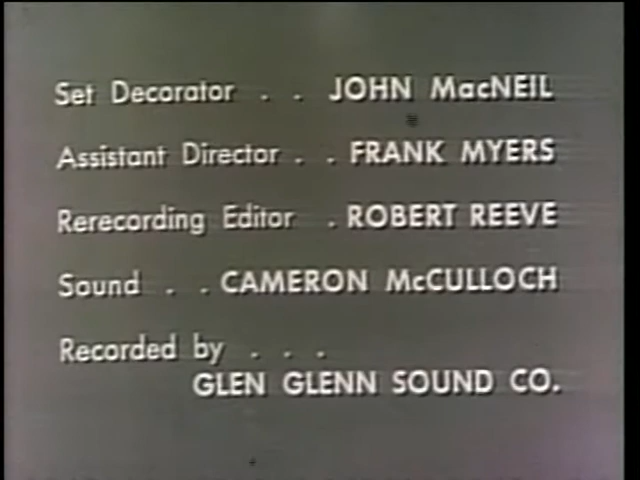 Set Decorator . . JOHN MacNEIL
Assistant Director . . FRANK MYERS
Rerecording Editor . ROBERT REEVE
Sound . . CAMERON McCULLOCH
Recorded by . . .
GLEN GLENN SOUND CO.